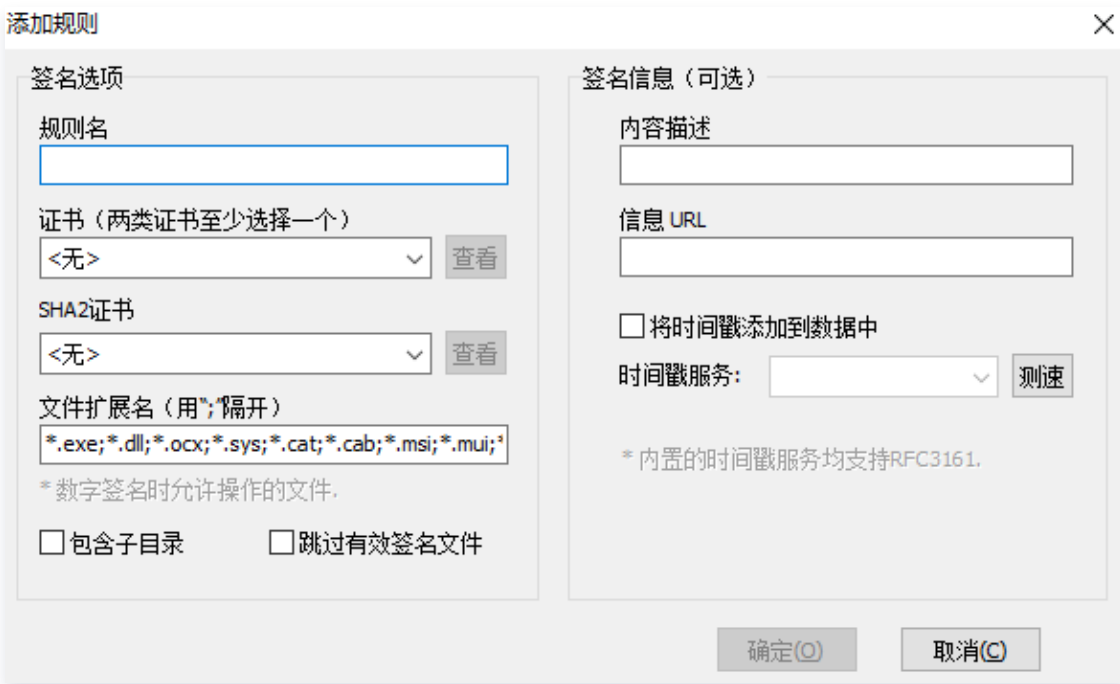 添加规则
签名选项
规则名
证书（两类证书至少选择一个）
<无>
查看
SHA2证书
<无>
查看
文件扩展名（用“;”隔开）
*.exe;*.dll;*.ocx;*.sys;*.cat;*.cab;*.msi;*.mui;*
* 数字签名时允许操作的文件.
包含子目录
跳过有效签名文件
签名信息（可选）
内容描述
信息 URL
将时间戳添加到数据中
时间戳服务:
测速
* 内置的时间戳服务均支持RFC3161.
确定(O)
取消(C)